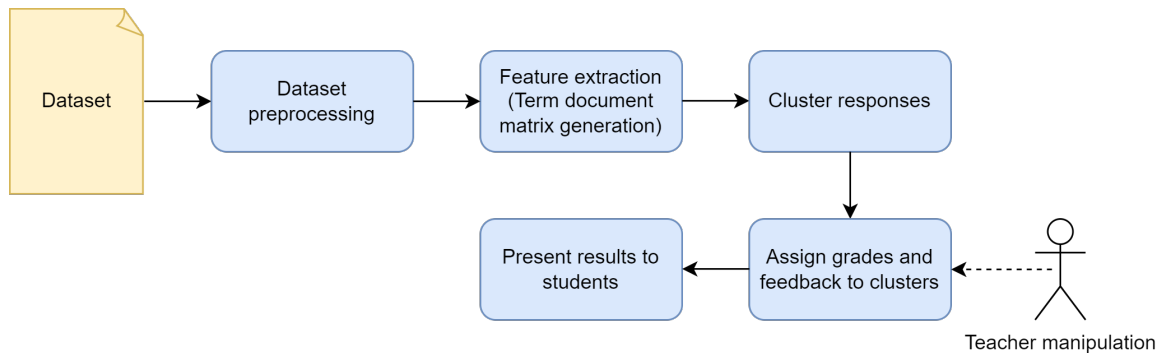 Dataset
Dataset
preprocessing
Feature extraction
(Term document
matrix generation)
Cluster responses
Present results to
students
Assign grades and
feedback to clusters
Teacher manipulation